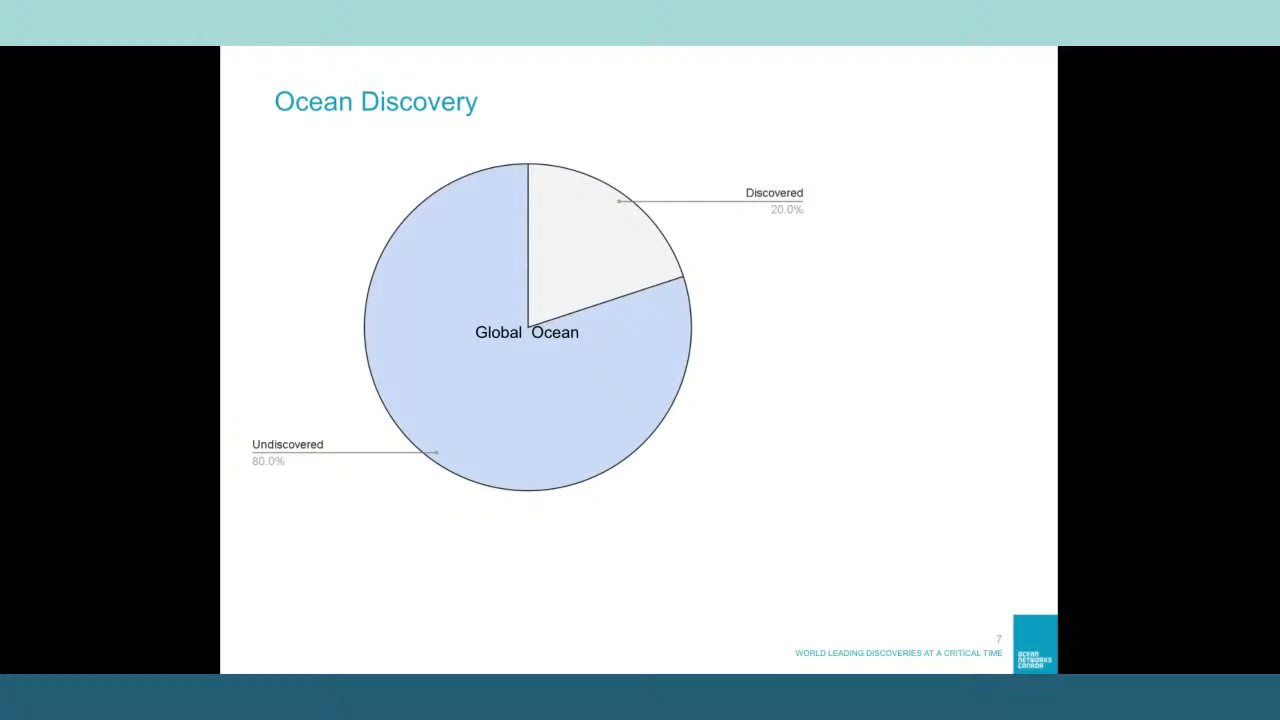 Ocean Discovery
Discovered
20.0%
Global Ocean
Undiscovered
80.0%
7
WORLD LEADING DISCOVERIES AT A CRITICAL TIME
OCEAN
NETWORKS
CANADA